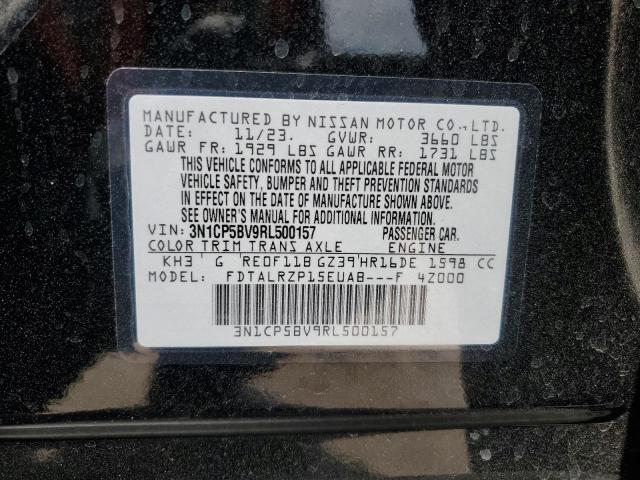 MANUFACTURED BY NISSAN MOTOR CO., LTD.
DATE: 11/23. GVWR: 3660 LBS
GAWR FR: 1929 LBS GAWR RR: 1731 LBS
THIS VEHICLE CONFORMS TO ALL APPLICABLE FEDERAL MOTOR
VEHICLE SAFETY, BUMPER AND THEFT PREVENTION STANDARDS
IN EFFECT ON THE DATE OF MANUFACTURE SHOWN ABOVE.
SEE OWNER'S MANUAL FOR ADDITIONAL INFORMATION.
VIN: 3N1CP5BV9RL500157 PASSENGER CAR.
COLOR TRIM TRANS AXLE ENGINE
KH3 G RE0F11B GZ39 HR16DE 1598 CC
MODEL: FDTALRZP15EUAB---F 4Z000
3N1CP5BV9RL500157